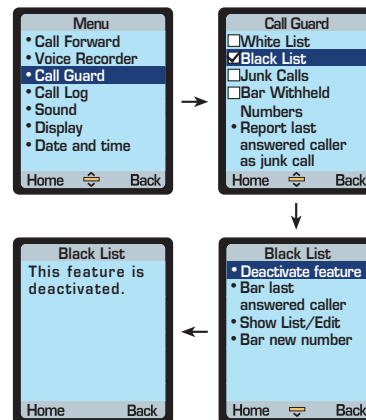 Menu
• Call Forward
• Voice Recorder
• Call Guard
• Call Log
• Sound
• Display
• Date and time
Home Back
Call Guard
White List
Black List
Junk Calls
Bar Withheld
Numbers
• Report last
answered caller
as junk call
Home Back
Black List
• Deactivate feature
• Bar last
answered caller
• Show List/Edit
• Bar new number
Home Back
Black List
This feature is
deactivated.
Home Back